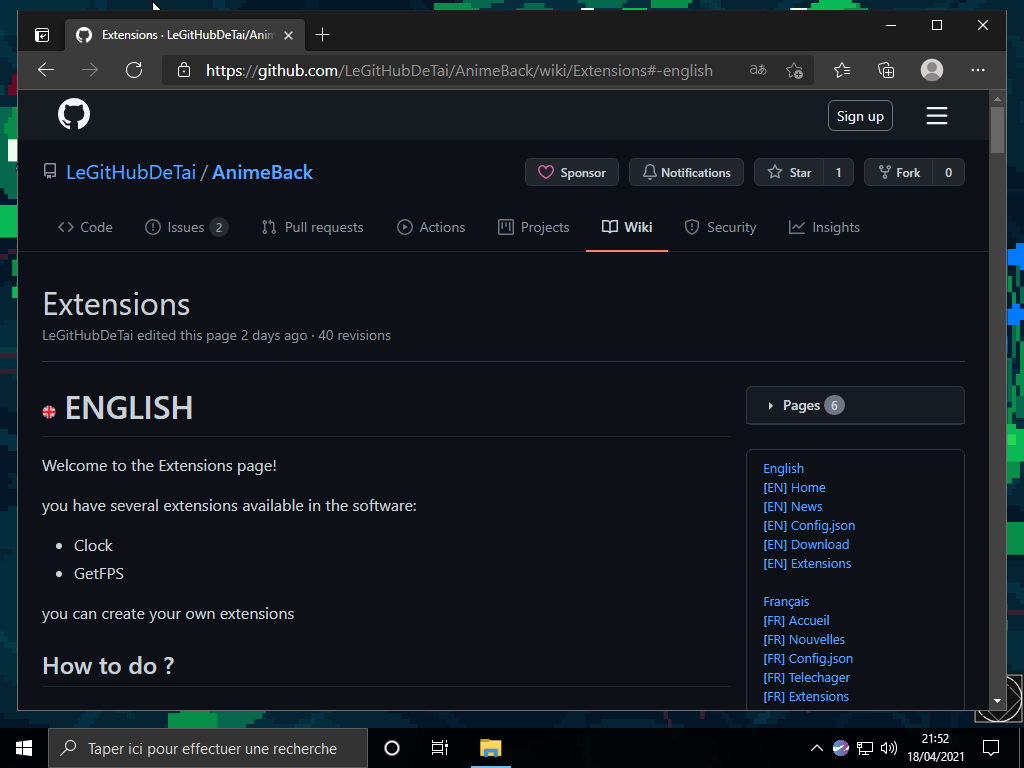 Extensions · LeGitHubDeTai/Anim
https://github.com/LeGitHubDeTai/AnimeBack/wiki/Extensions#-english
Sign up
LeGitHubDeTai / AnimeBack
Sponsor
Notifications
Star 1
Fork 0
Code
Issues 2
Pull requests
Actions
Projects
Wiki
Security
Insights
Extensions
LeGitHubDeTai edited this page 2 days ago · 40 revisions
ENGLISH
Welcome to the Extensions page!
you have several extensions available in the software:
Clock
GetFPS
you can create your own extensions
How to do ?
Pages 6
English
[EN] Home
[EN] News
[EN] Config.json
[EN] Download
[EN] Extensions
Français
[FR] Accueil
[FR] Nouvelles
[FR] Config.json
[FR] Telechager
[FR] Extensions
Taper ici pour effectuer une recherche
21:52
18/04/2021